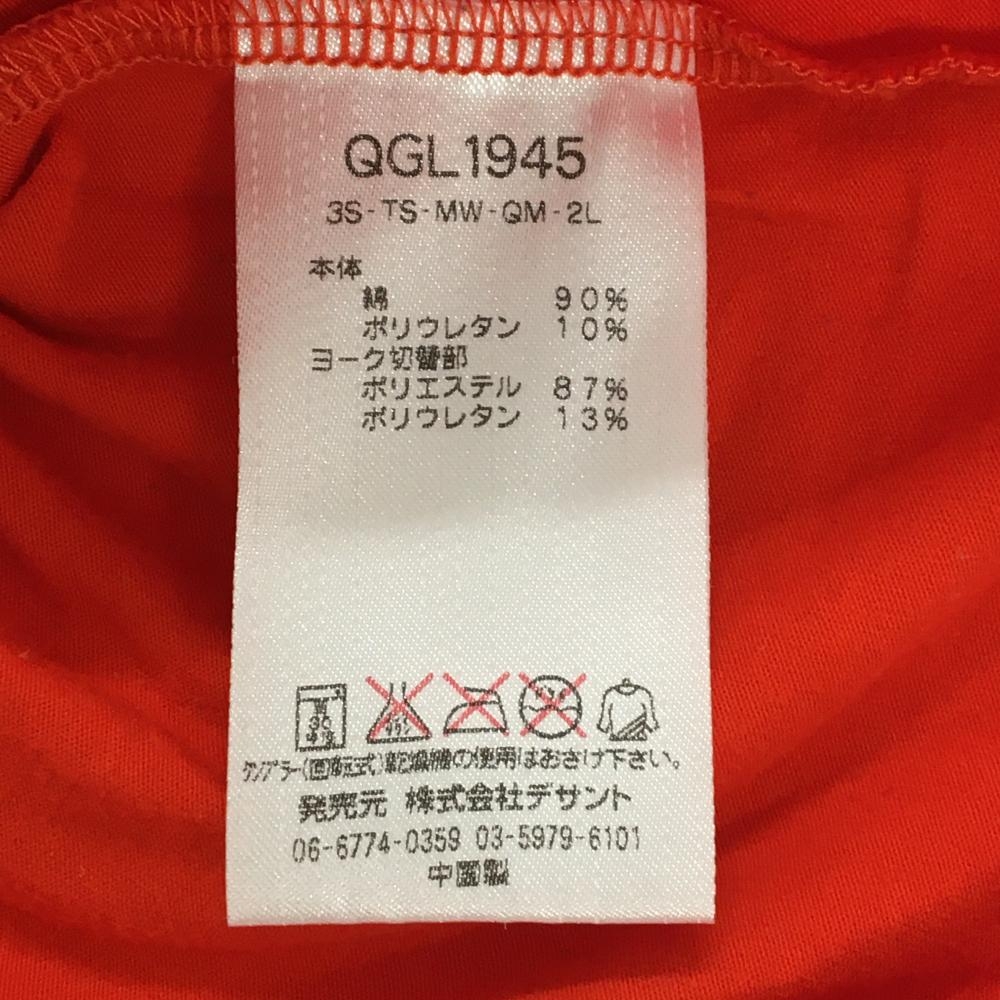 QGL1945
3S-TS-MW-QM-2L
本体
綿 90%
ポリウレタン 10%
ヨーク切替部
ポリエステル 87%
ポリウレタン 13%
30
タンブラー(回転式)乾燥機の使用はおさけ下さい。
発売元 株式会社デサント
06-6774-0359 03-5979-6101
中国製